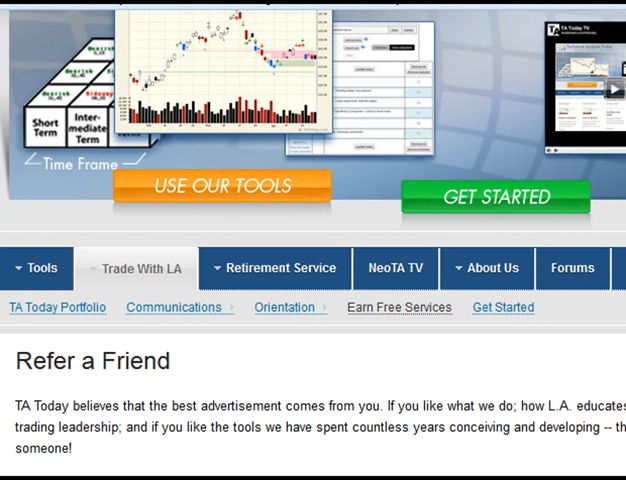 TA Today TV
Short Term
Inter-mediate Term
Term
Time Frame
USE OUR TOOLS
GET STARTED
Tools
Trade With LA
Retirement Service
NeoTA TV
About Us
Forums
TA Today Portfolio
Communications
Orientation
Earn Free Services
Get Started
Refer a Friend
TA Today believes that the best advertisement comes from you. If you like what we do; how L.A. educates
trading leadership; and if you like the tools we have spent countless years conceiving and developing -- th
someone!